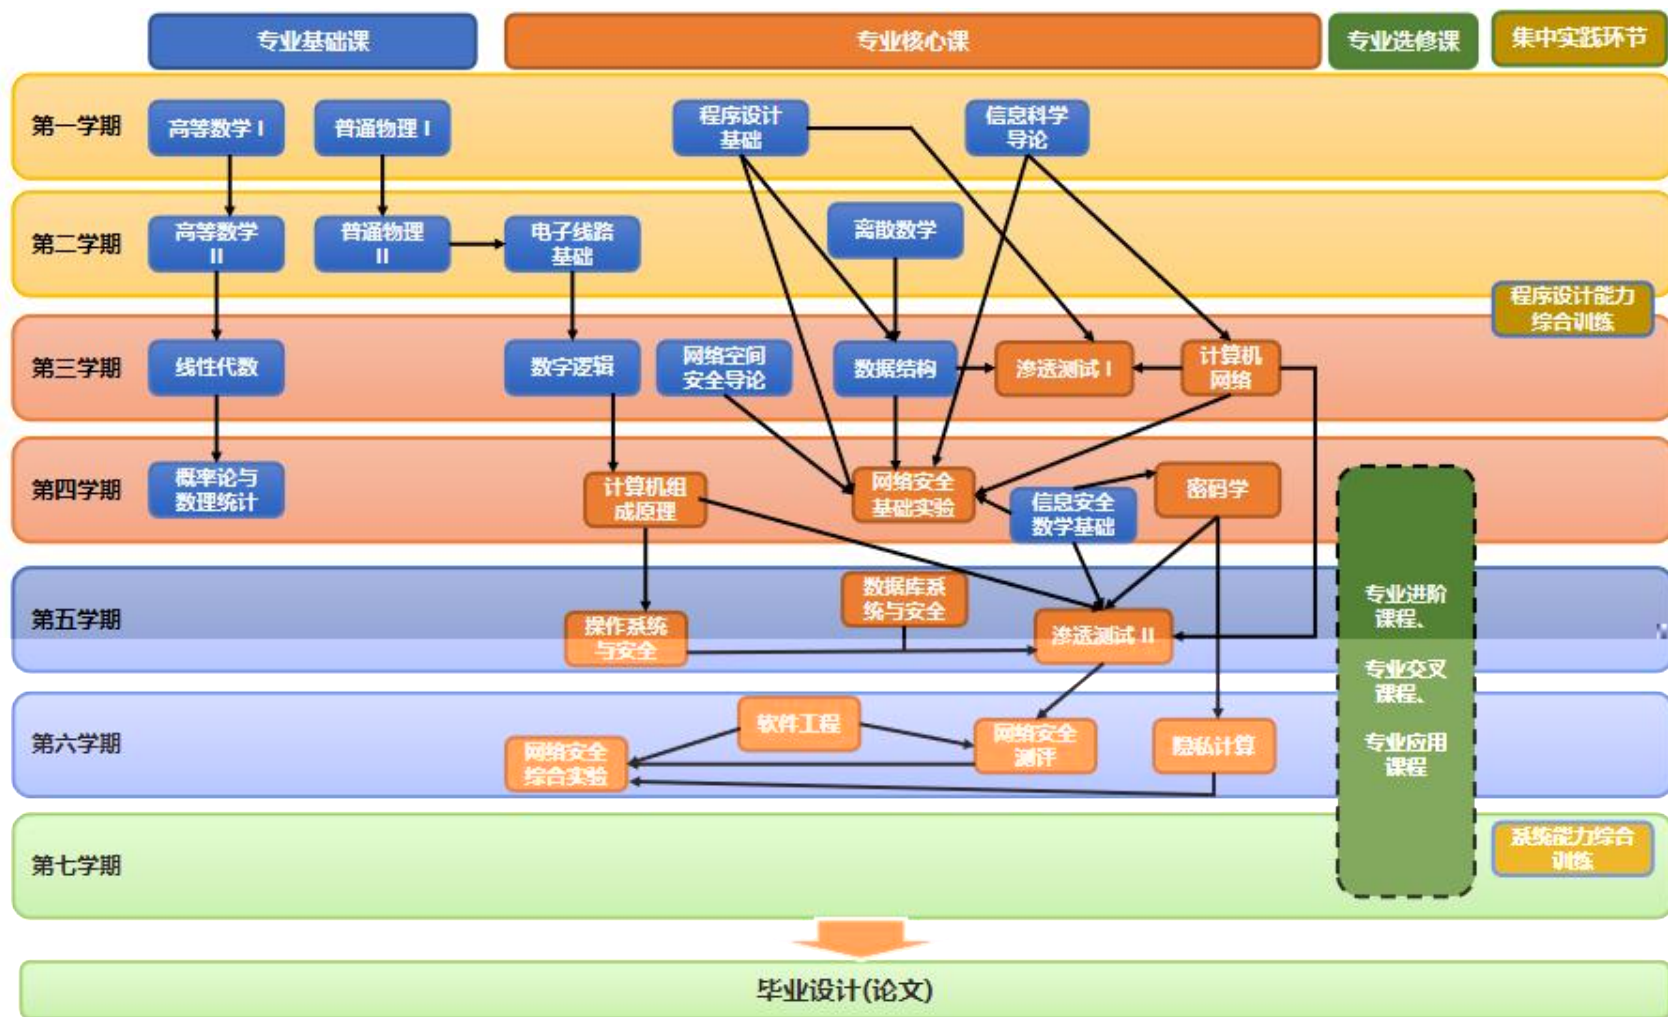 专业基础课
专业核心课
专业选修课
集中实践环节
第一学期
高等数学 I
普通物理 I
程序设计
基础
信息科学
导论
第二学期
高等数学
II
普通物理
II
电子线路
基础
离散数学
程序设计能力
综合训练
第三学期
线性代数
数字逻辑
网络空间
安全导论
数据结构
渗透测试 I
计算机
网络
第四学期
概率论与
数理统计
计算机组
成原理
网络安全
基础实验
信息安全
数学基础
密码学
第五学期
操作系统
与安全
数据库系
统与安全
渗透测试 II
专业进阶
课程、
专业交叉
课程、
专业应用
课程
第六学期
网络安全
综合实验
软件工程
网络安全
测评
隐私计算
第七学期
系统能力综合
训练
毕业设计(论文)